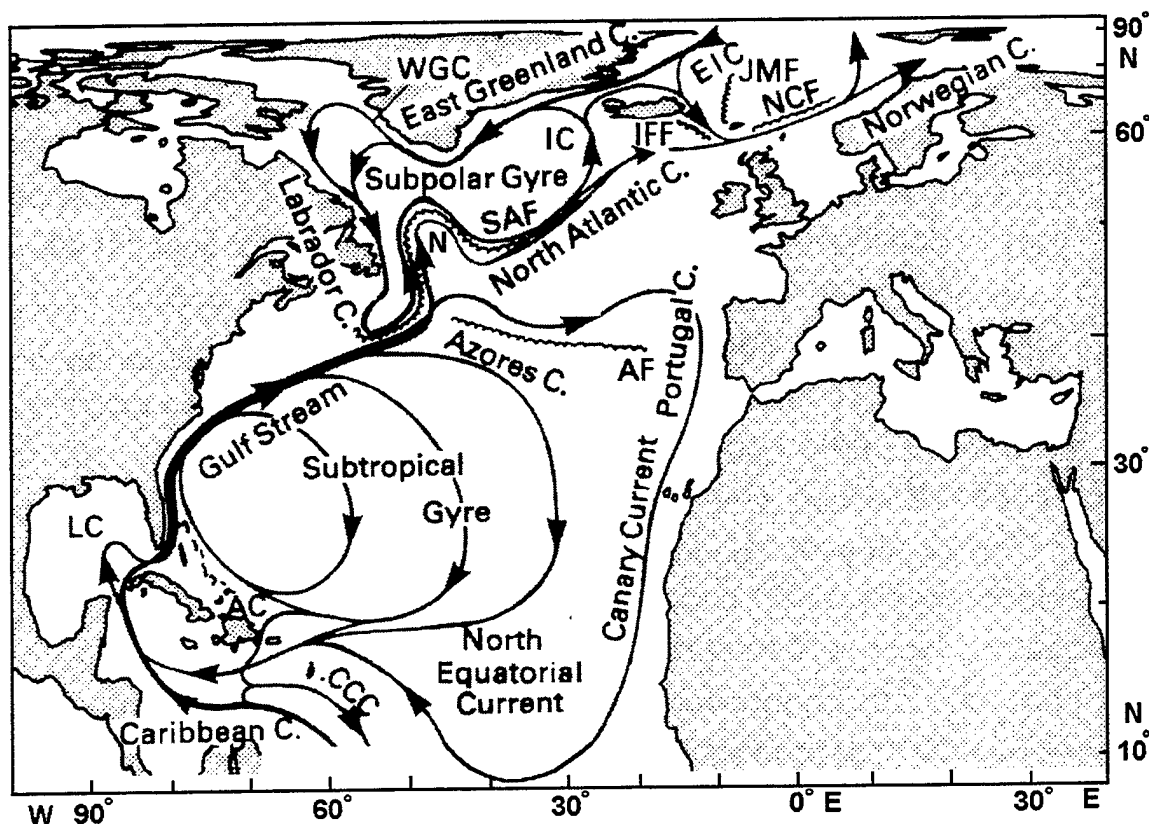 90°
N
WGC
East Greenland C.
EIC
JMF
NCF
Norwegian C.
IC
IFF
60°
Subpolar Gyre
Labrador C.
SAF
N
North Atlantic C.
Azores C.
AF
Portugal C.
Gulf Stream
Subtropical
Gyre
30°
LC
Canary Current
AC
North
Equatorial
Current
CCC
Caribbean C.
N
10°
W 90° 60° 30° 0° E 30° E